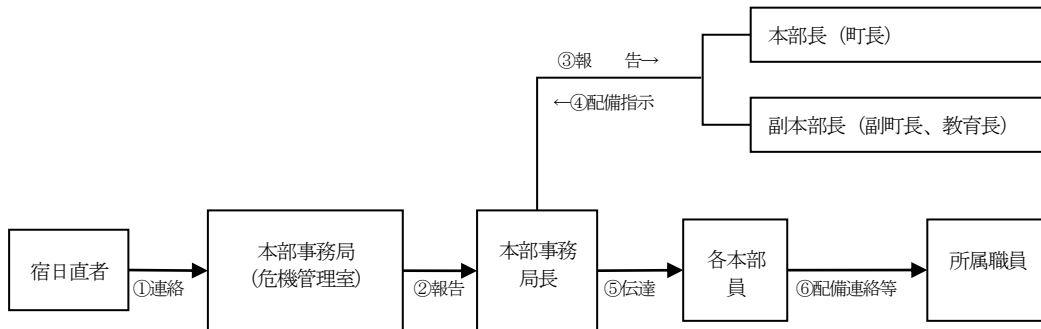 本部長（町長）
③報　　告→
←④配備指示
副本部長（副町長、教育長）
宿日直者
①連絡
本部事務局
（危機管理室）
②報告
本部事務
局長
⑤伝達
各本部
員
⑥配備連絡等
所属職員